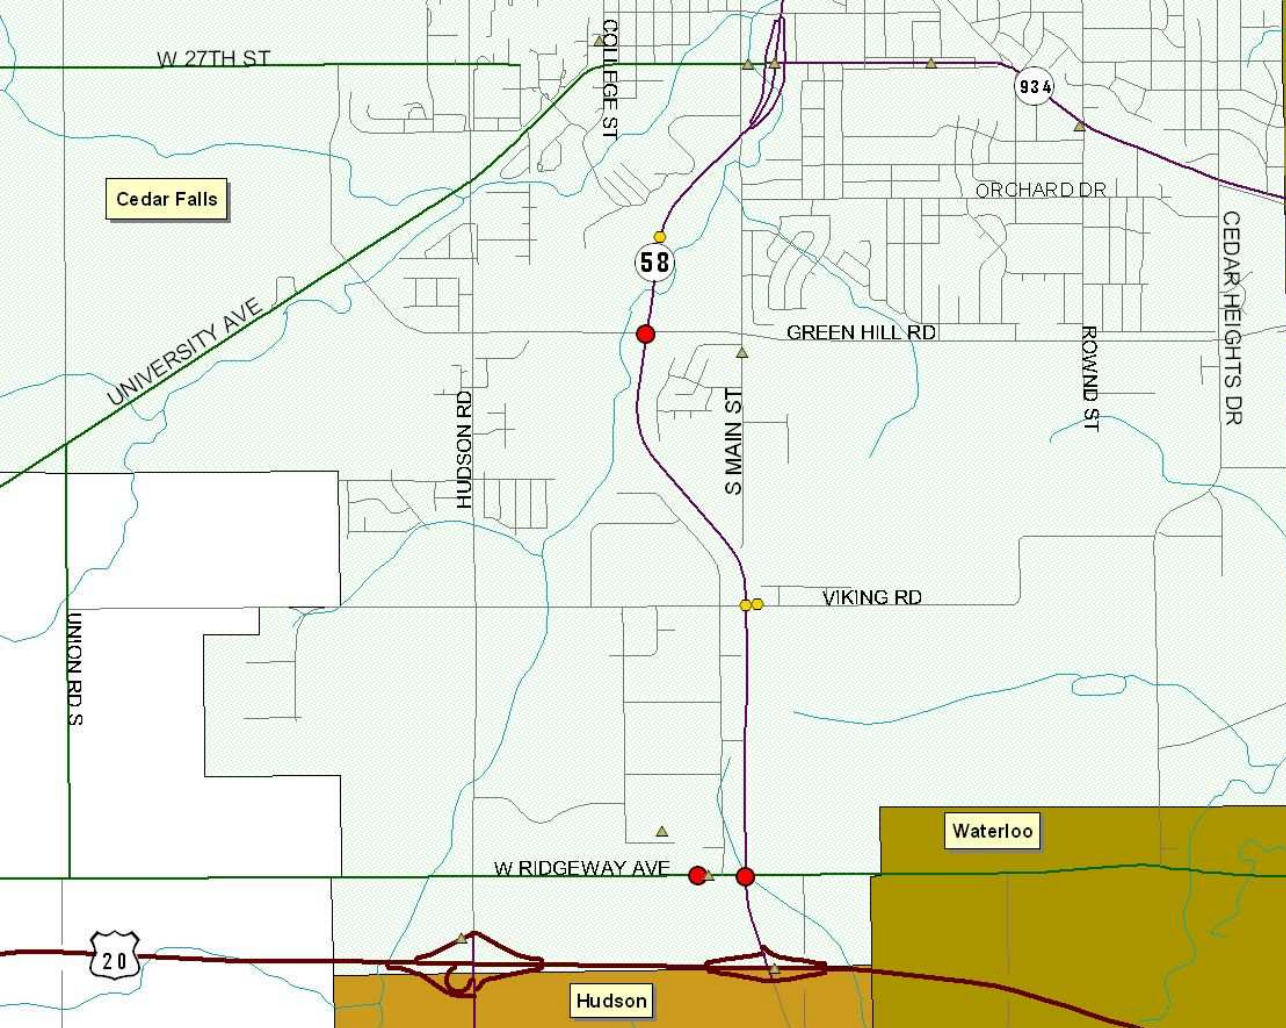 W 27TH ST
COLLEGE ST
934
Cedar Falls
ORCHARD DR
58
CEDAR HEIGHTS DR
UNIVERSITY AVE
GREEN HILL RD
ROWND ST
HUDSON RD
S MAIN ST
VIKING RD
UNION RD S
Waterloo
W RIDGEWAY AVE
20
Hudson